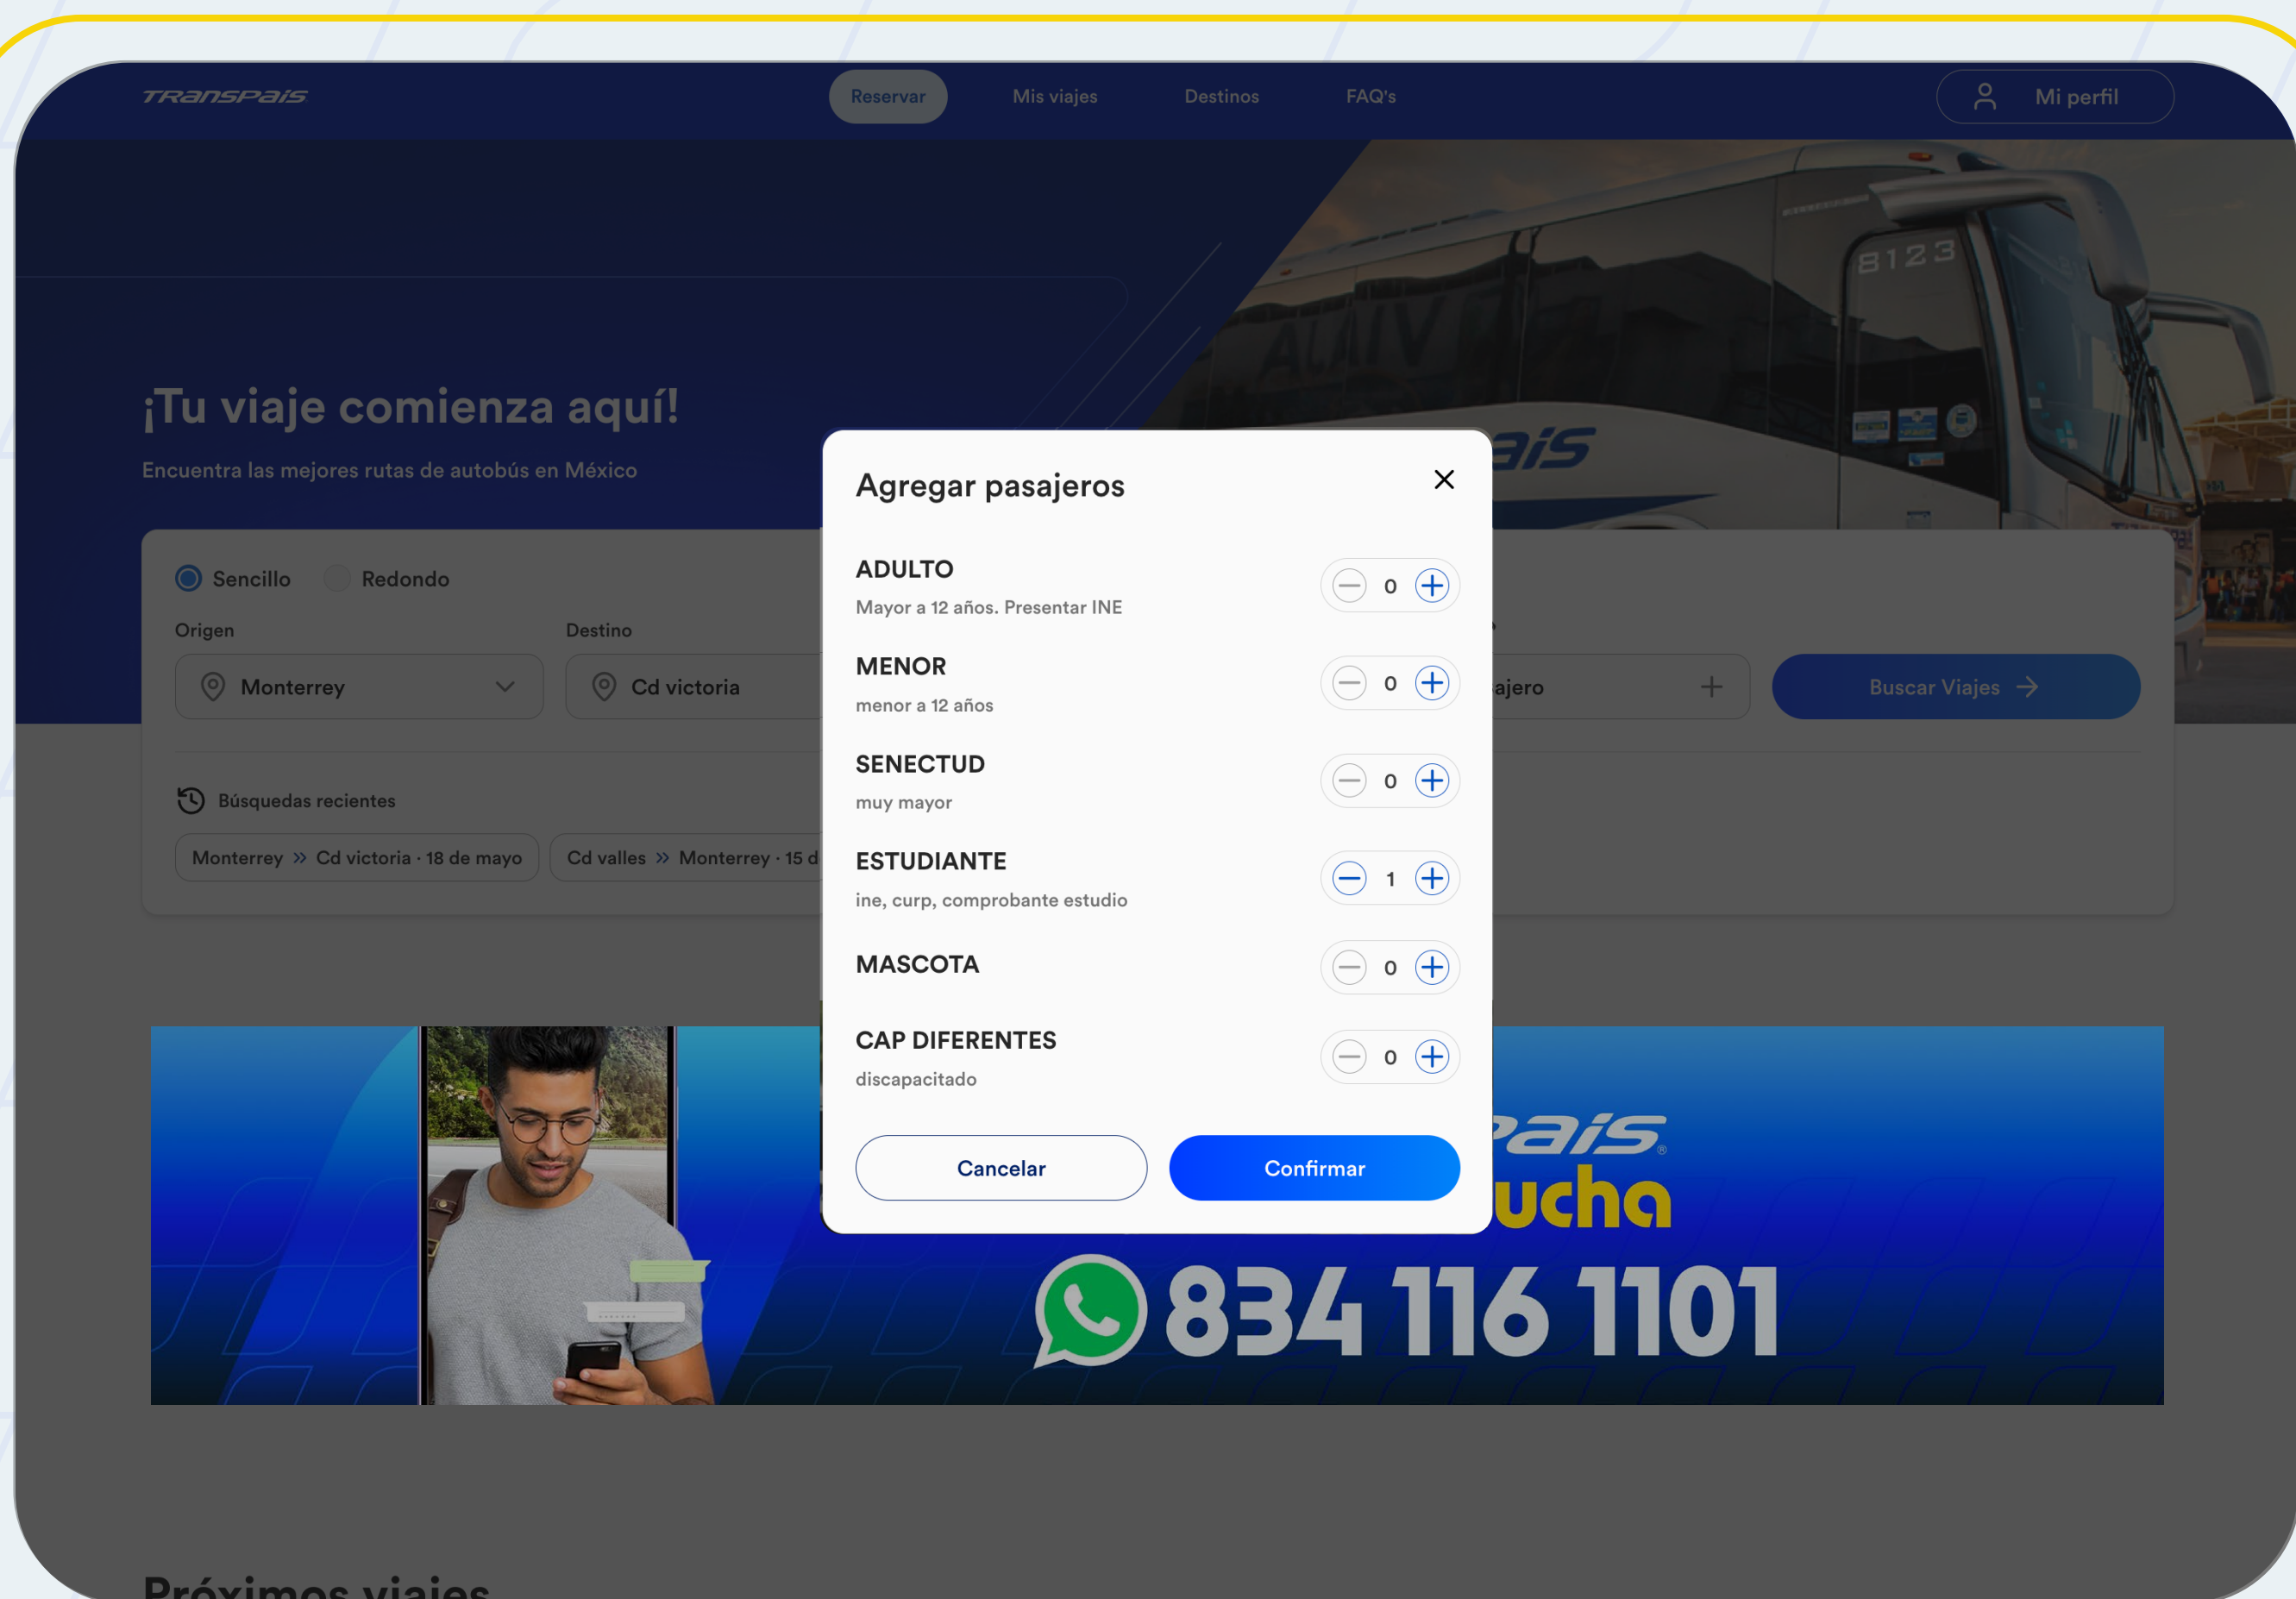 TRANSPAIS
Reservar
Mis viajes
Destinos
FAQ's
Mi perfil
8123
¡Tu viaje comienza aquí!
Encuentra las mejores rutas de autobús en México
ais
Agregar pasajeros
ADULTO
Mayor a 12 años. Presentar INE
0
MENOR
menor a 12 años
0
SENECTUD
muy mayor
0
ESTUDIANTE
ine, curp, comprobante estudio
1
MASCOTA
0
CAP DIFERENTES
discapacitado
0
Cancelar
Confirmar
Sencillo
Redondo
Origen
Destino
Monterrey
Cd victoria
ajero
Buscar Viajes
Búsquedas recientes
Monterrey » Cd victoria · 18 de mayo
Cd valles » Monterrey · 15 d
pais®
ucha
834 116 1101
Próximos viajes